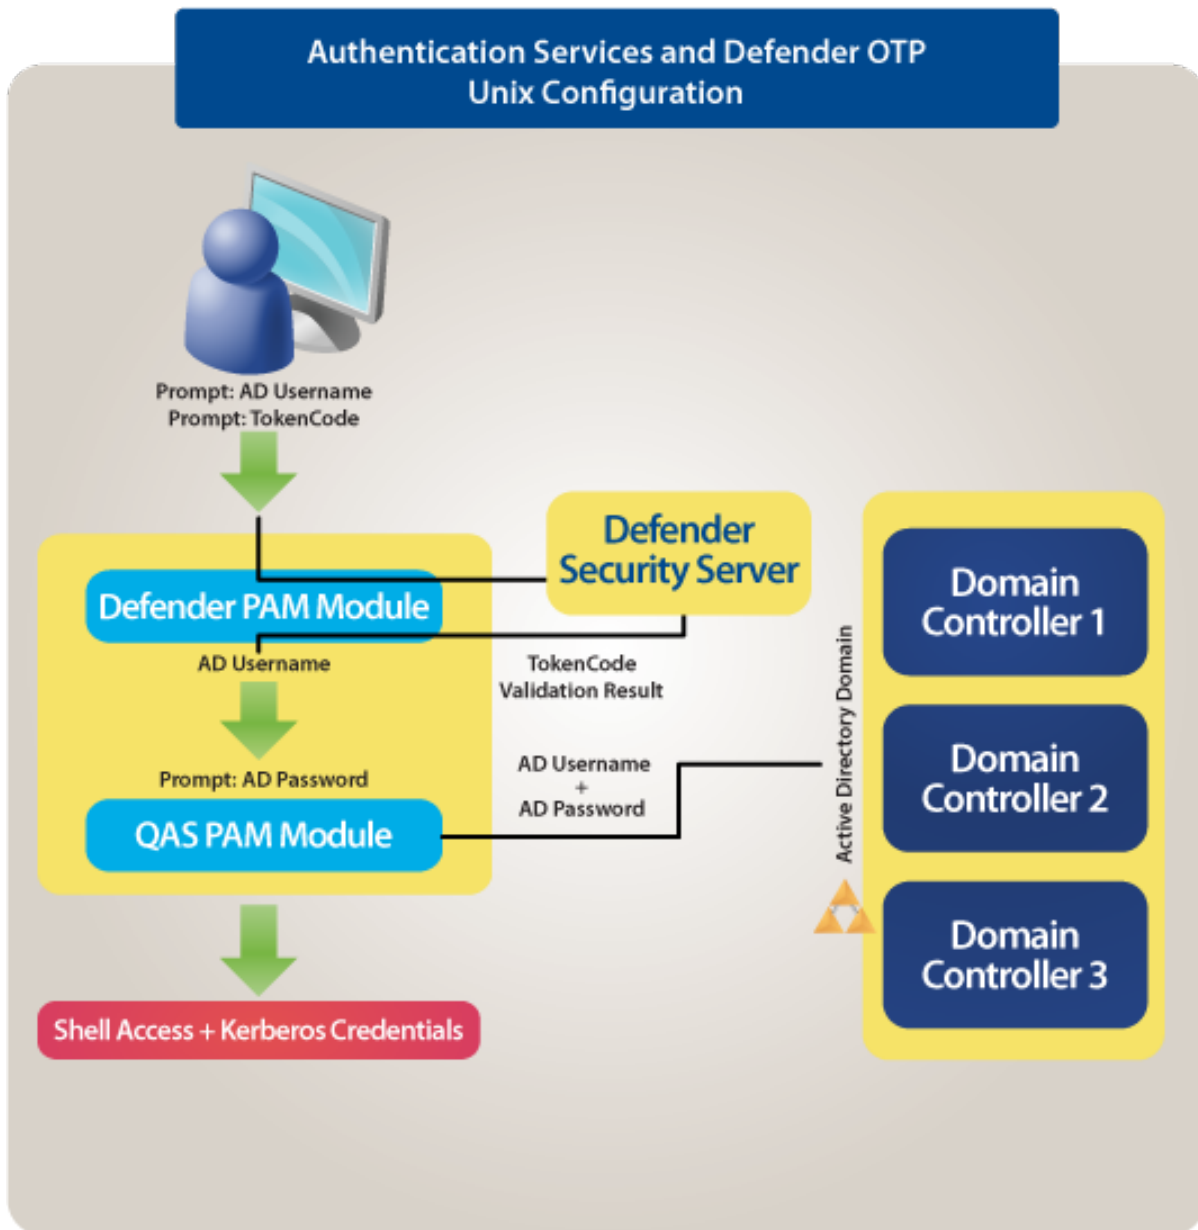 Authentication Services and Defender OTP
Unix Configuration
Prompt: AD Username
Prompt: TokenCode
Defender
Security Server
Defender PAM Module
AD Username
TokenCode
Validation Result
Prompt: AD Password
QAS PAM Module
AD Username
+
AD Password
Shell Access + Kerberos Credentials
Active Directory Domain
Domain
Controller 1
Domain
Controller 2
Domain
Controller 3